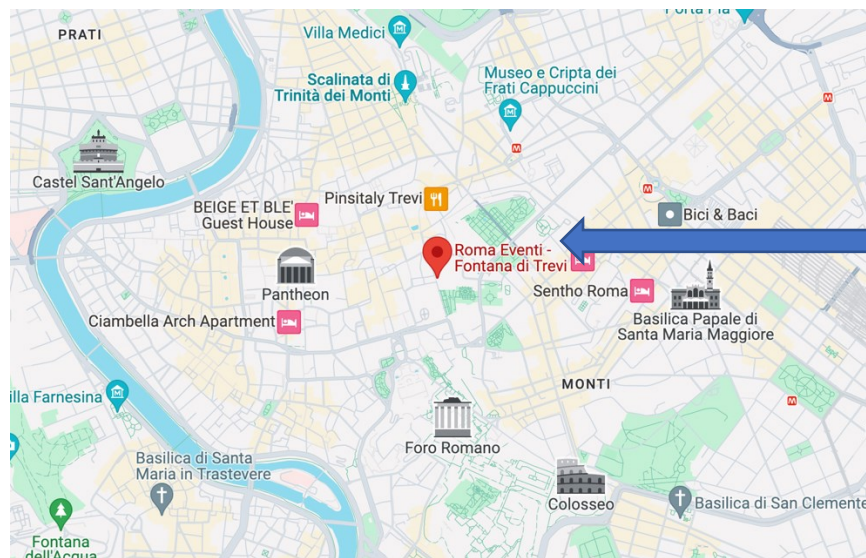 Porta Pia
PRATI
Villa Medici
Scalinata di
Trinità dei Monti
Museo e Cripta dei
Frati Cappuccini
M
M
M
Castel Sant'Angelo
BEIGE ET BLE'
Guest House
Pinsitaly Trevi
Bici & Baci
Roma Eventi -
Fontana di Trevi
Pantheon
Sentho Roma
Basilica Papale di
Santa Maria Maggiore
Ciambella Arch Apartment
MONTI
M
illa Farnesina
Foro Romano
Basilica di Santa
Maria in Trastevere
Colosseo
Basilica di San Clemente
Fontana
dell'Acqua